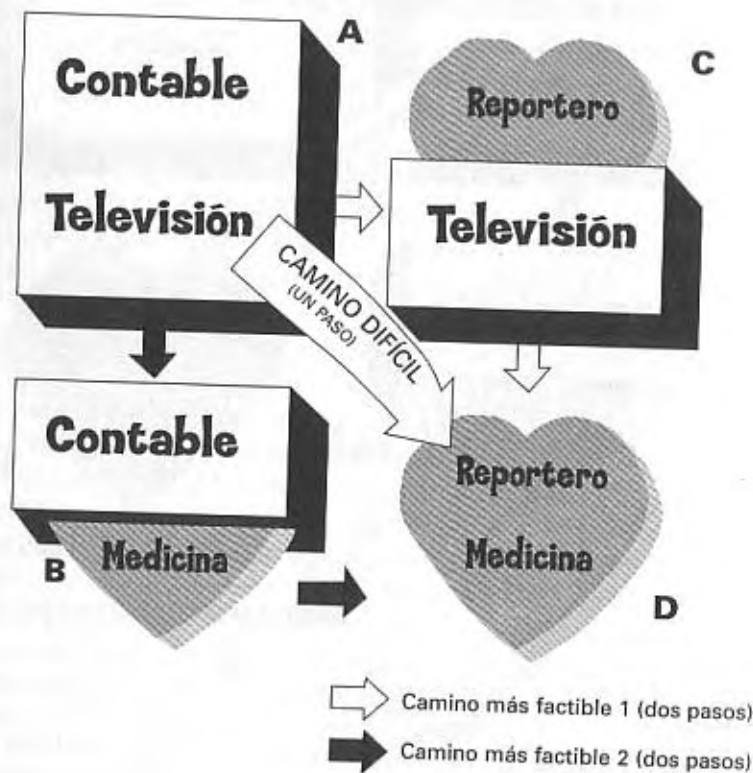 A
Contable
Televisión
C
Reportero
Televisión
CAMINO DIFÍCIL
(UN PASO)
Contable
Medicina
B
Reportero
Medicina
D
Camino más factible 1 (dos pasos)
Camino más factible 2 (dos pasos)